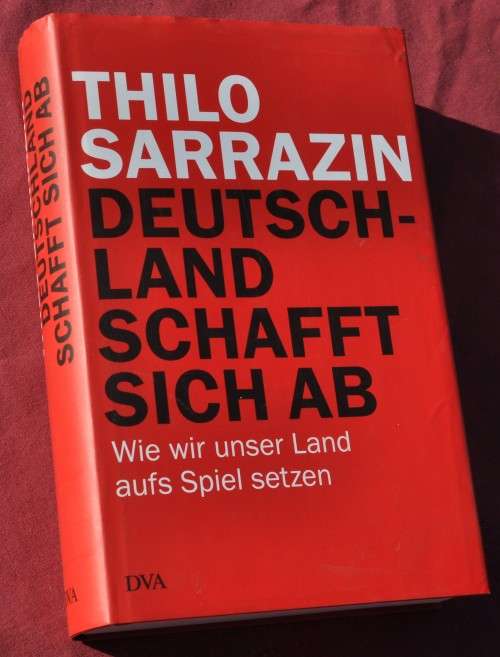 THILO
SARRAZIN
DEUTSCH-
LAND
SCHAFFT
SICH AB
Wie wir unser Land
aufs Spiel setzen
DVA
DEUTSCHLAND
SCHAFFT SICH AB
DVA